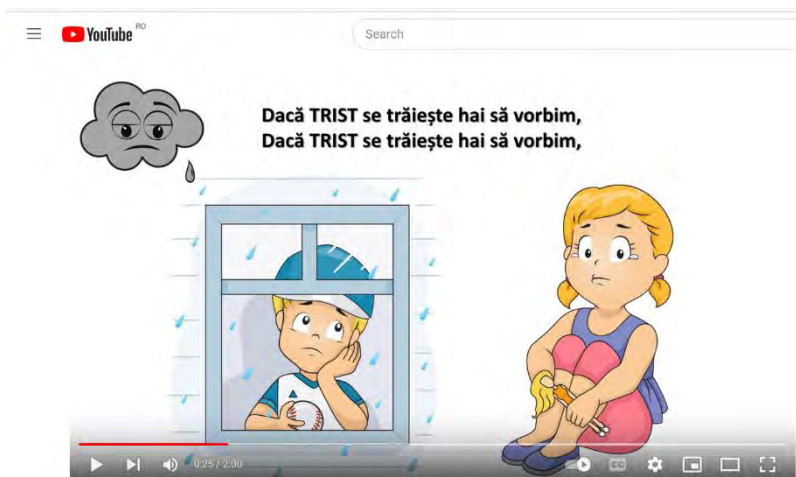 YouTube RO
Search
Dacă TRIST se trăiește hai să vorbim,
Dacă TRIST se trăiește hai să vorbim,
0:25 / 2:00
CC